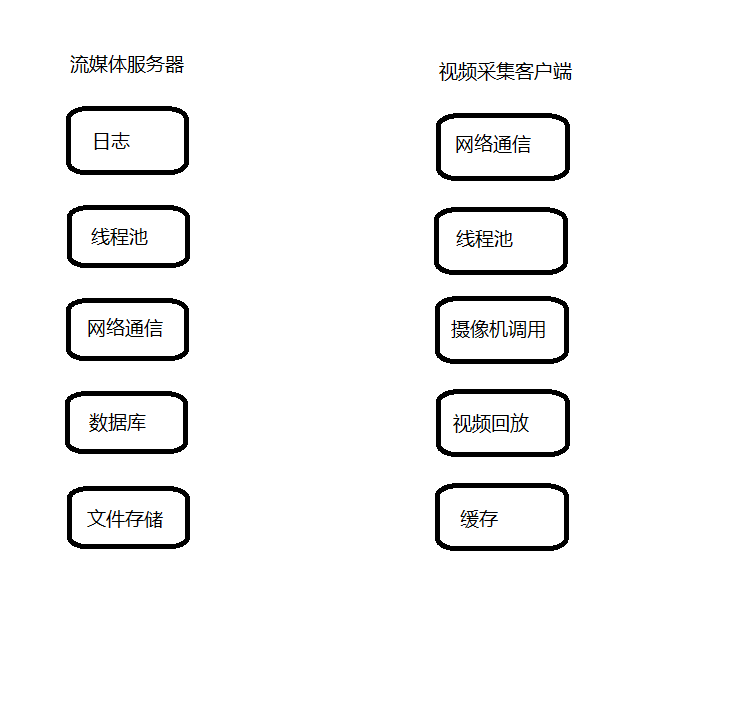 流媒体服务器
日志
线程池
网络通信
数据库
文件存储
视频采集客户端
网络通信
线程池
摄像机调用
视频回放
缓存